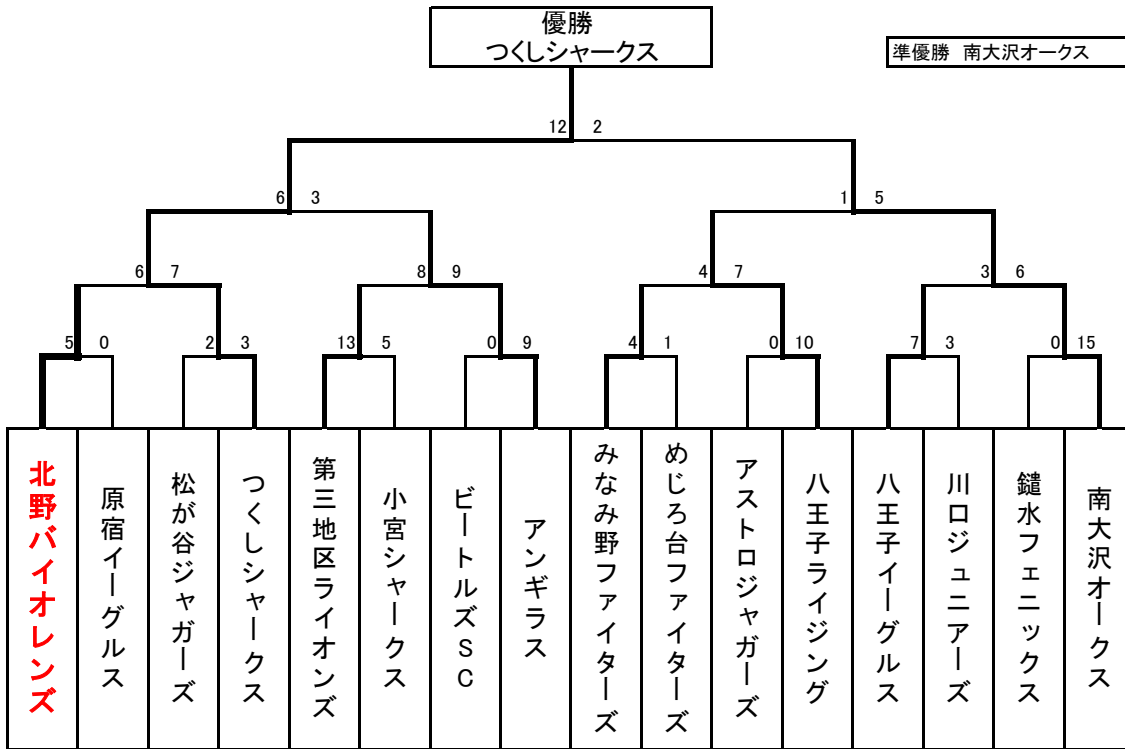 優勝
つくしシャークス
準優勝 南大沢オークス
12 2
6 3
1 5
6 7
8 9
4 7
3 6
5 0
2 3
13 5
0 9
4 1
0 10
7 3
0 15
北野バイオレンズ
原宿イーグルス
松が谷ジャガーズ
つくしシャークス
第三地区ライオンズ
小宮シャークス
ビートルズSC
アンギラス
みなみ野ファイターズ
めじろ台ファイターズ
アストロジャガーズ
八王子ライジング
八王子イーグルス
川口ジュニアーズ
鑓水フェニックス
南大沢オークス